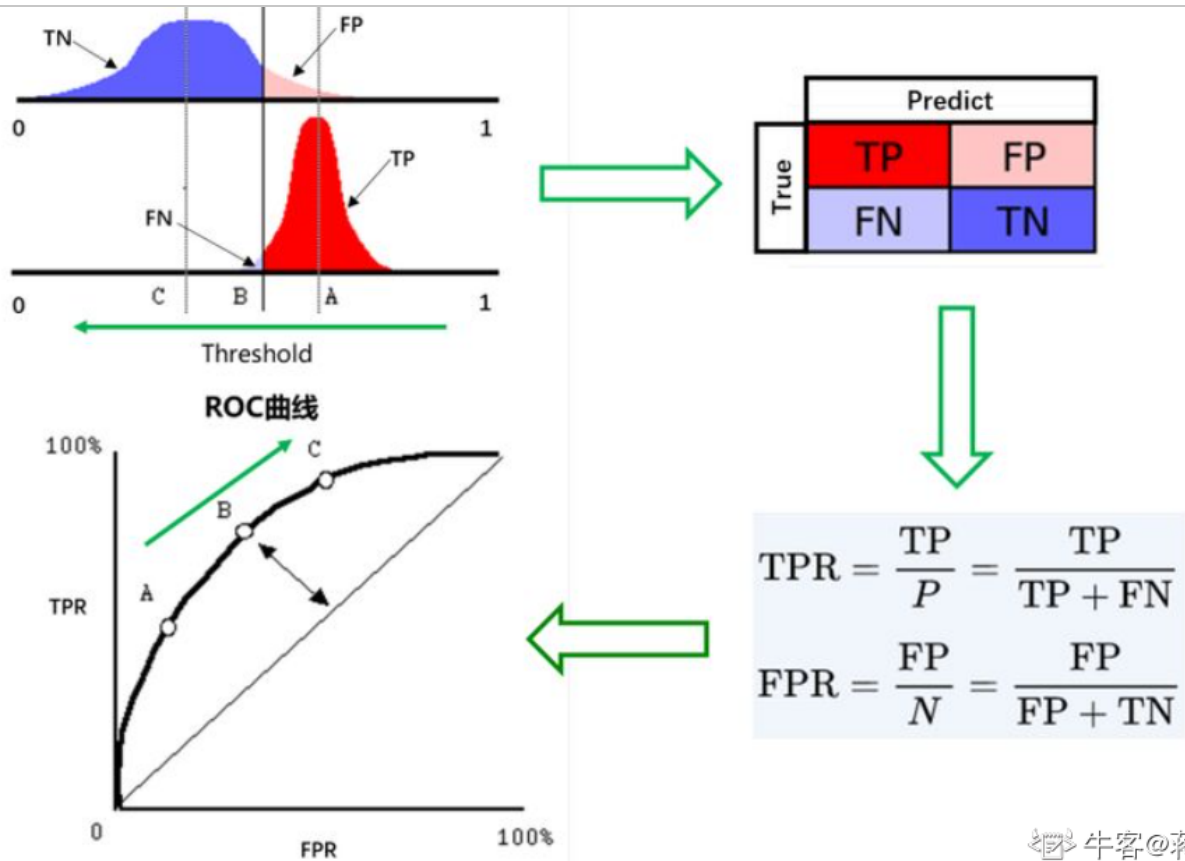 TN
FP
0
1
TP
FN
C
B
A
0
1
Threshold
Predict
True
TP
FP
FN
TN
ROC曲线
100%
C
B
A
TPR
0
FPR
100%
TPR = TP / P = TP / TP + FN
FPR = FP / N = FP / FP + TN
牛客@蒋